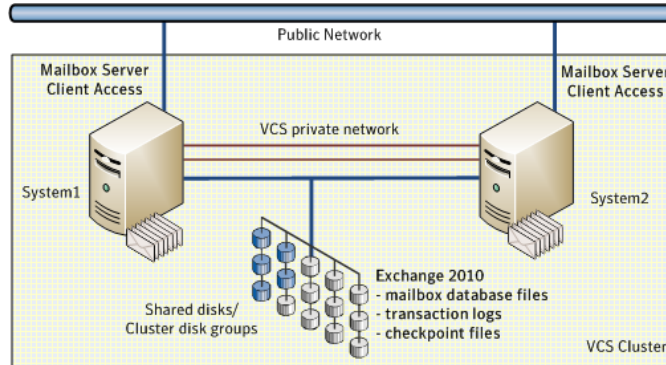 Public Network
Mailbox Server
Client Access
Mailbox Server
Client Access
VCS private network
System1
System2
Shared disks/
Cluster disk groups
Exchange 2010
- mailbox database files
- transaction logs
- checkpoint files
VCS Cluster